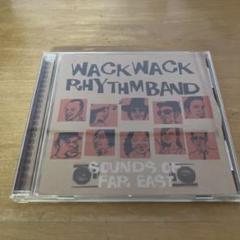 WACK WACK
RHYTHM BAND
SOUNDS OF
FAR EAST